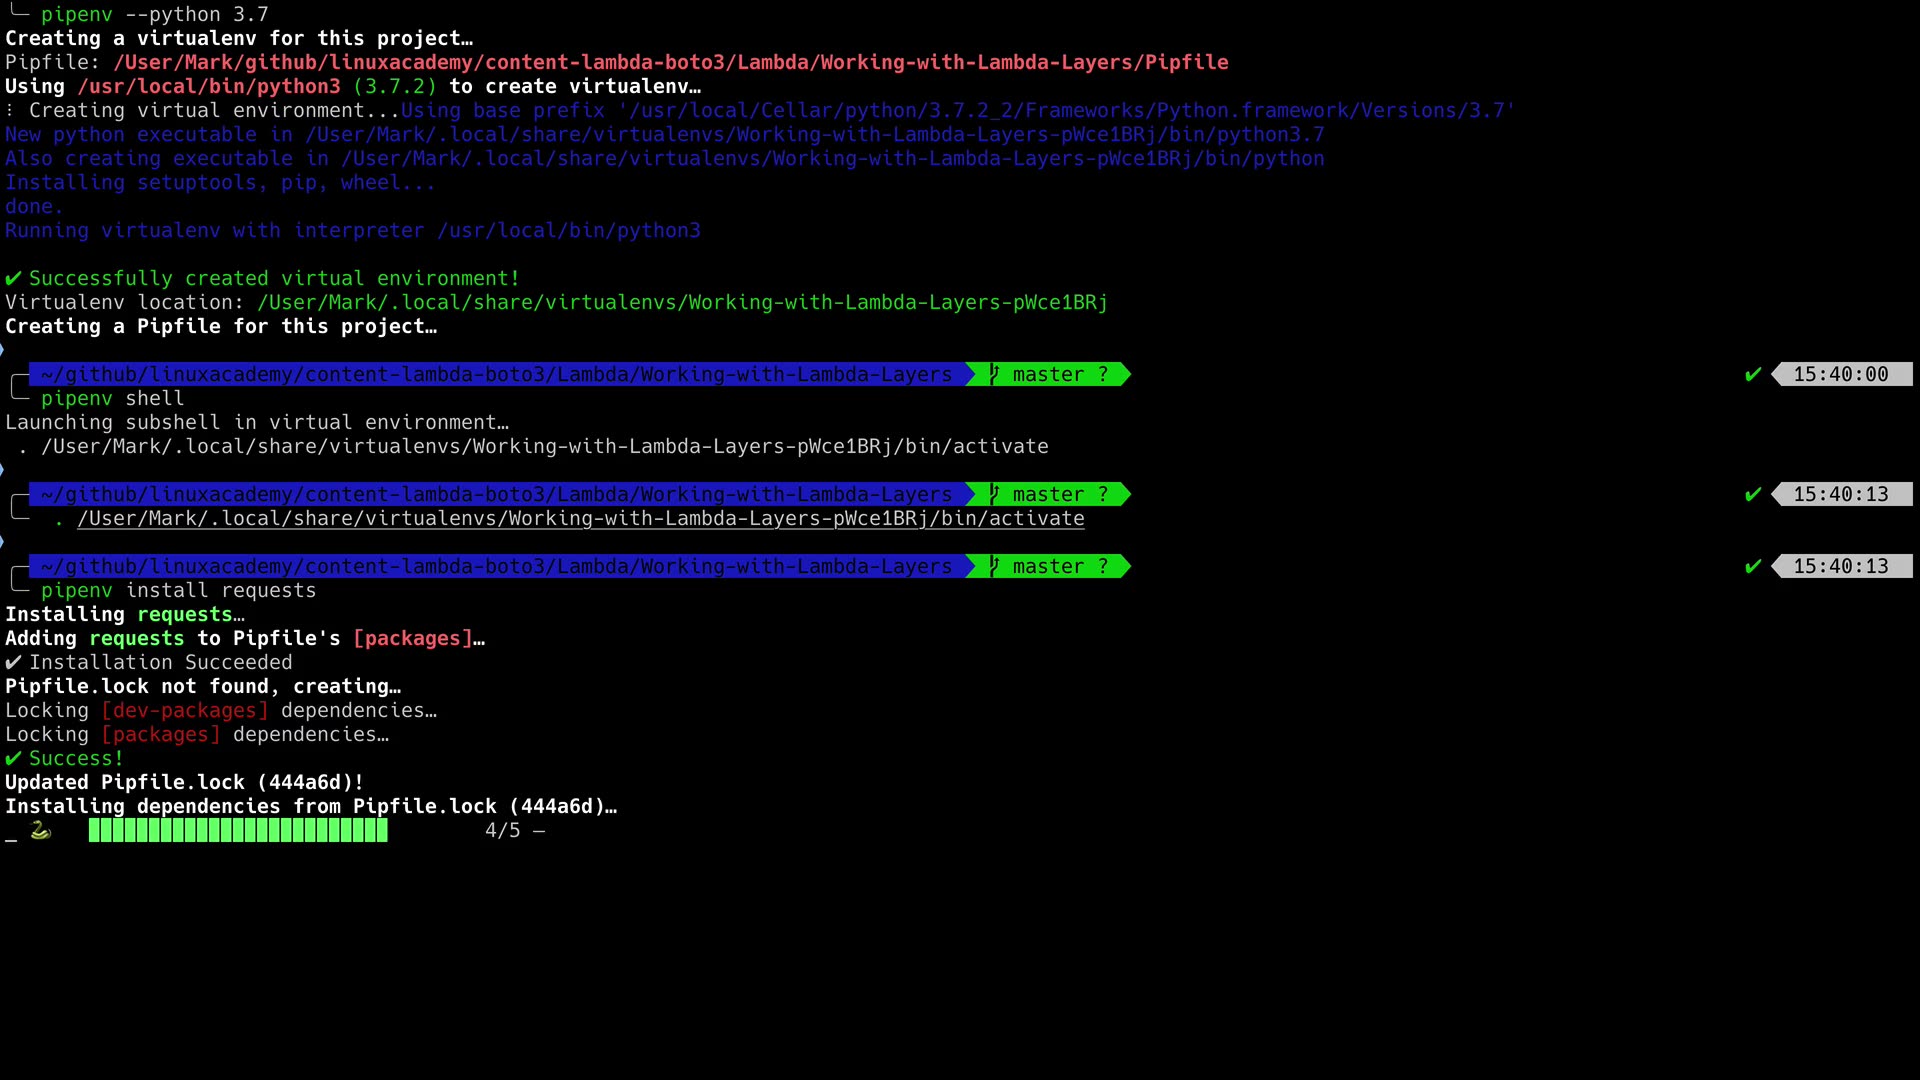 pipenv --python 3.7
Creating a virtualenv for this project…
Pipfile: /User/Mark/github/linuxacademy/content-lambda-boto3/Lambda/Working-with-Lambda-Layers/Pipfile
Using /usr/local/bin/python3 (3.7.2) to create virtualenv…
⠇ Creating virtual environment...Using base prefix '/usr/local/Cellar/python/3.7.2_2/Frameworks/Python.framework/Versions/3.7'
New python executable in /User/Mark/.local/share/virtualenvs/Working-with-Lambda-Layers-pWce1BRj/bin/python3.7
Also creating executable in /User/Mark/.local/share/virtualenvs/Working-with-Lambda-Layers-pWce1BRj/bin/python
Installing setuptools, pip, wheel...
done.
Running virtualenv with interpreter /usr/local/bin/python3
✔ Successfully created virtual environment!
Virtualenv location: /User/Mark/.local/share/virtualenvs/Working-with-Lambda-Layers-pWce1BRj
Creating a Pipfile for this project…
~/github/linuxacademy/content-lambda-boto3/Lambda/Working-with-Lambda-Layers master ? ✔ 15:40:00
pipenv shell
Launching subshell in virtual environment…
. /User/Mark/.local/share/virtualenvs/Working-with-Lambda-Layers-pWce1BRj/bin/activate
~/github/linuxacademy/content-lambda-boto3/Lambda/Working-with-Lambda-Layers master ? ✔ 15:40:13
. /User/Mark/.local/share/virtualenvs/Working-with-Lambda-Layers-pWce1BRj/bin/activate
~/github/linuxacademy/content-lambda-boto3/Lambda/Working-with-Lambda-Layers master ? ✔ 15:40:13
pipenv install requests
Installing requests…
Adding requests to Pipfile's [packages]…
✔ Installation Succeeded
Pipfile.lock not found, creating…
Locking [dev-packages] dependencies…
Locking [packages] dependencies…
✔ Success!
Updated Pipfile.lock (444a6d)!
Installing dependencies from Pipfile.lock (444a6d)…
_ 🐍 4/5 —